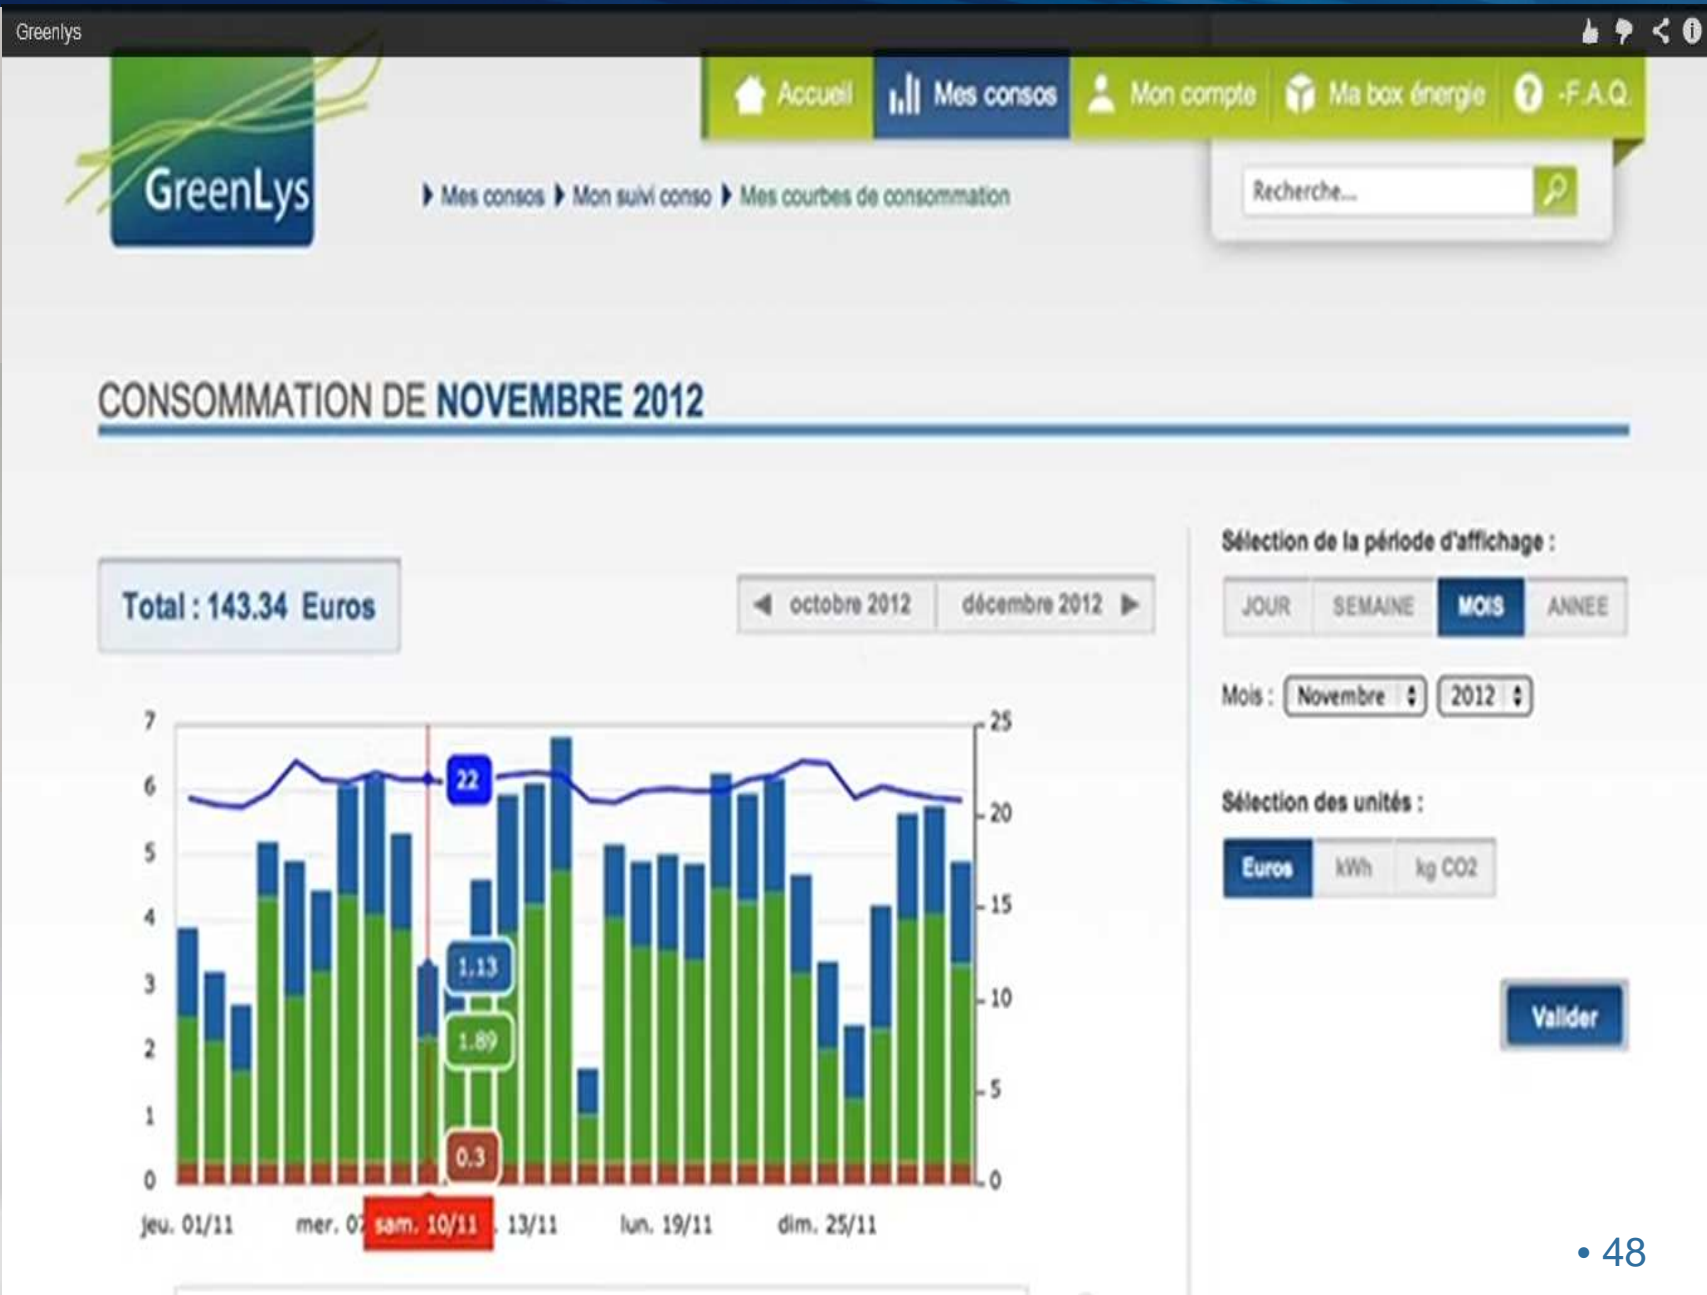 Greenlys
Accueil Mes consos Mon compte Ma box énergie ? -F.A.Q.
GreenLys
Mes consos Mon suivi conso Mes courbes de consommation
Recherche...
CONSOMMATION DE NOVEMBRE 2012
Total : 143.34 Euros
octobre 2012 décembre 2012
Sélection de la période d'affichage :
JOUR SEMAINE MOIS ANNEE
Mois : Novembre 2012
Sélection des unités :
Euros kWh kg CO2
Valider
7 25
6
20
5
4
15
3
10
2
5
1
0 0
22
1.13
1.89
0.3
jeu. 01/11 mer. 07 sam. 10/11 . 13/11 lun. 19/11 dim. 25/11
• 48